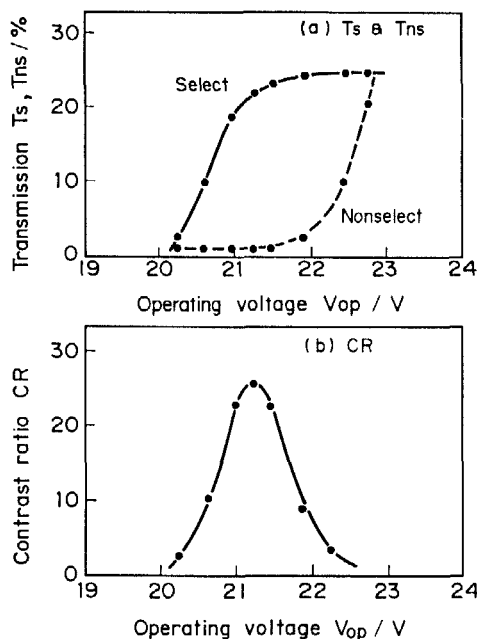 30
20
10
0
Transmission Ts, Tns / %
(a) Ts & Tns
Select
Nonselect
19 20 21 22 23 24
Operating voltage Vop / V
30
20
10
0
Contrast ratio CR
(b) CR
19 20 21 22 23 24
Operating voltage Vop / V